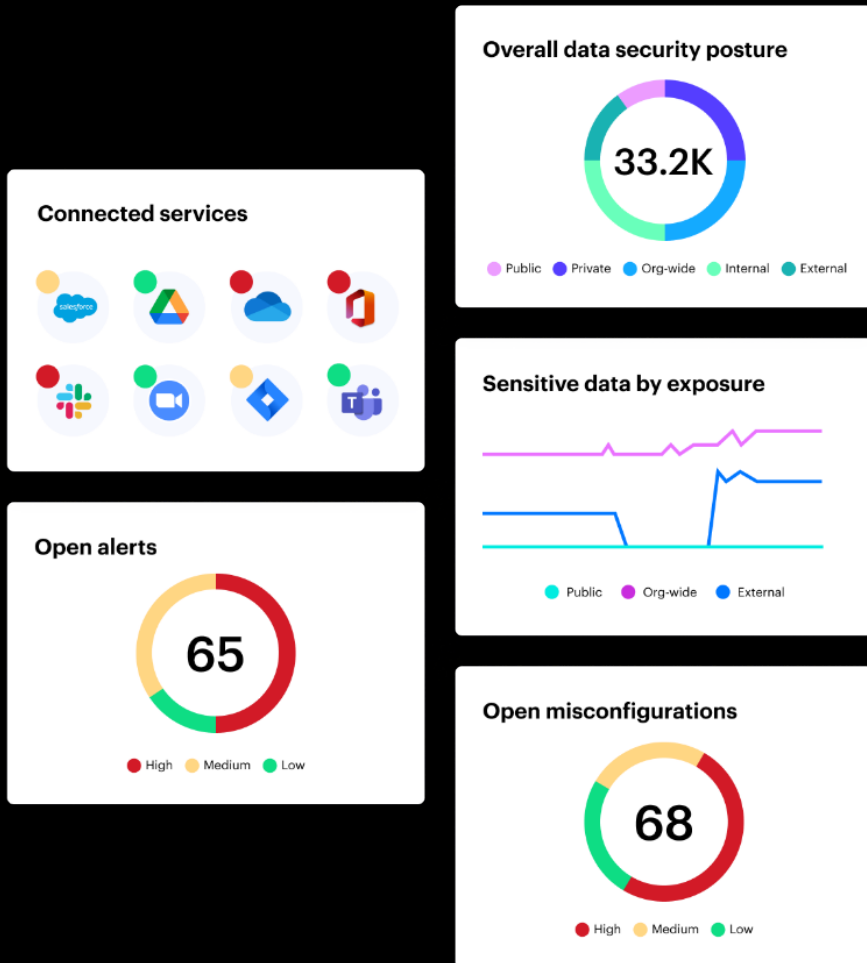 Connected services
salesforce
T
Open alerts
65
High Medium Low
Overall data security posture
33.2K
Public Private Org-wide Internal External
Sensitive data by exposure
Public Org-wide External
Open misconfigurations
68
High Medium Low